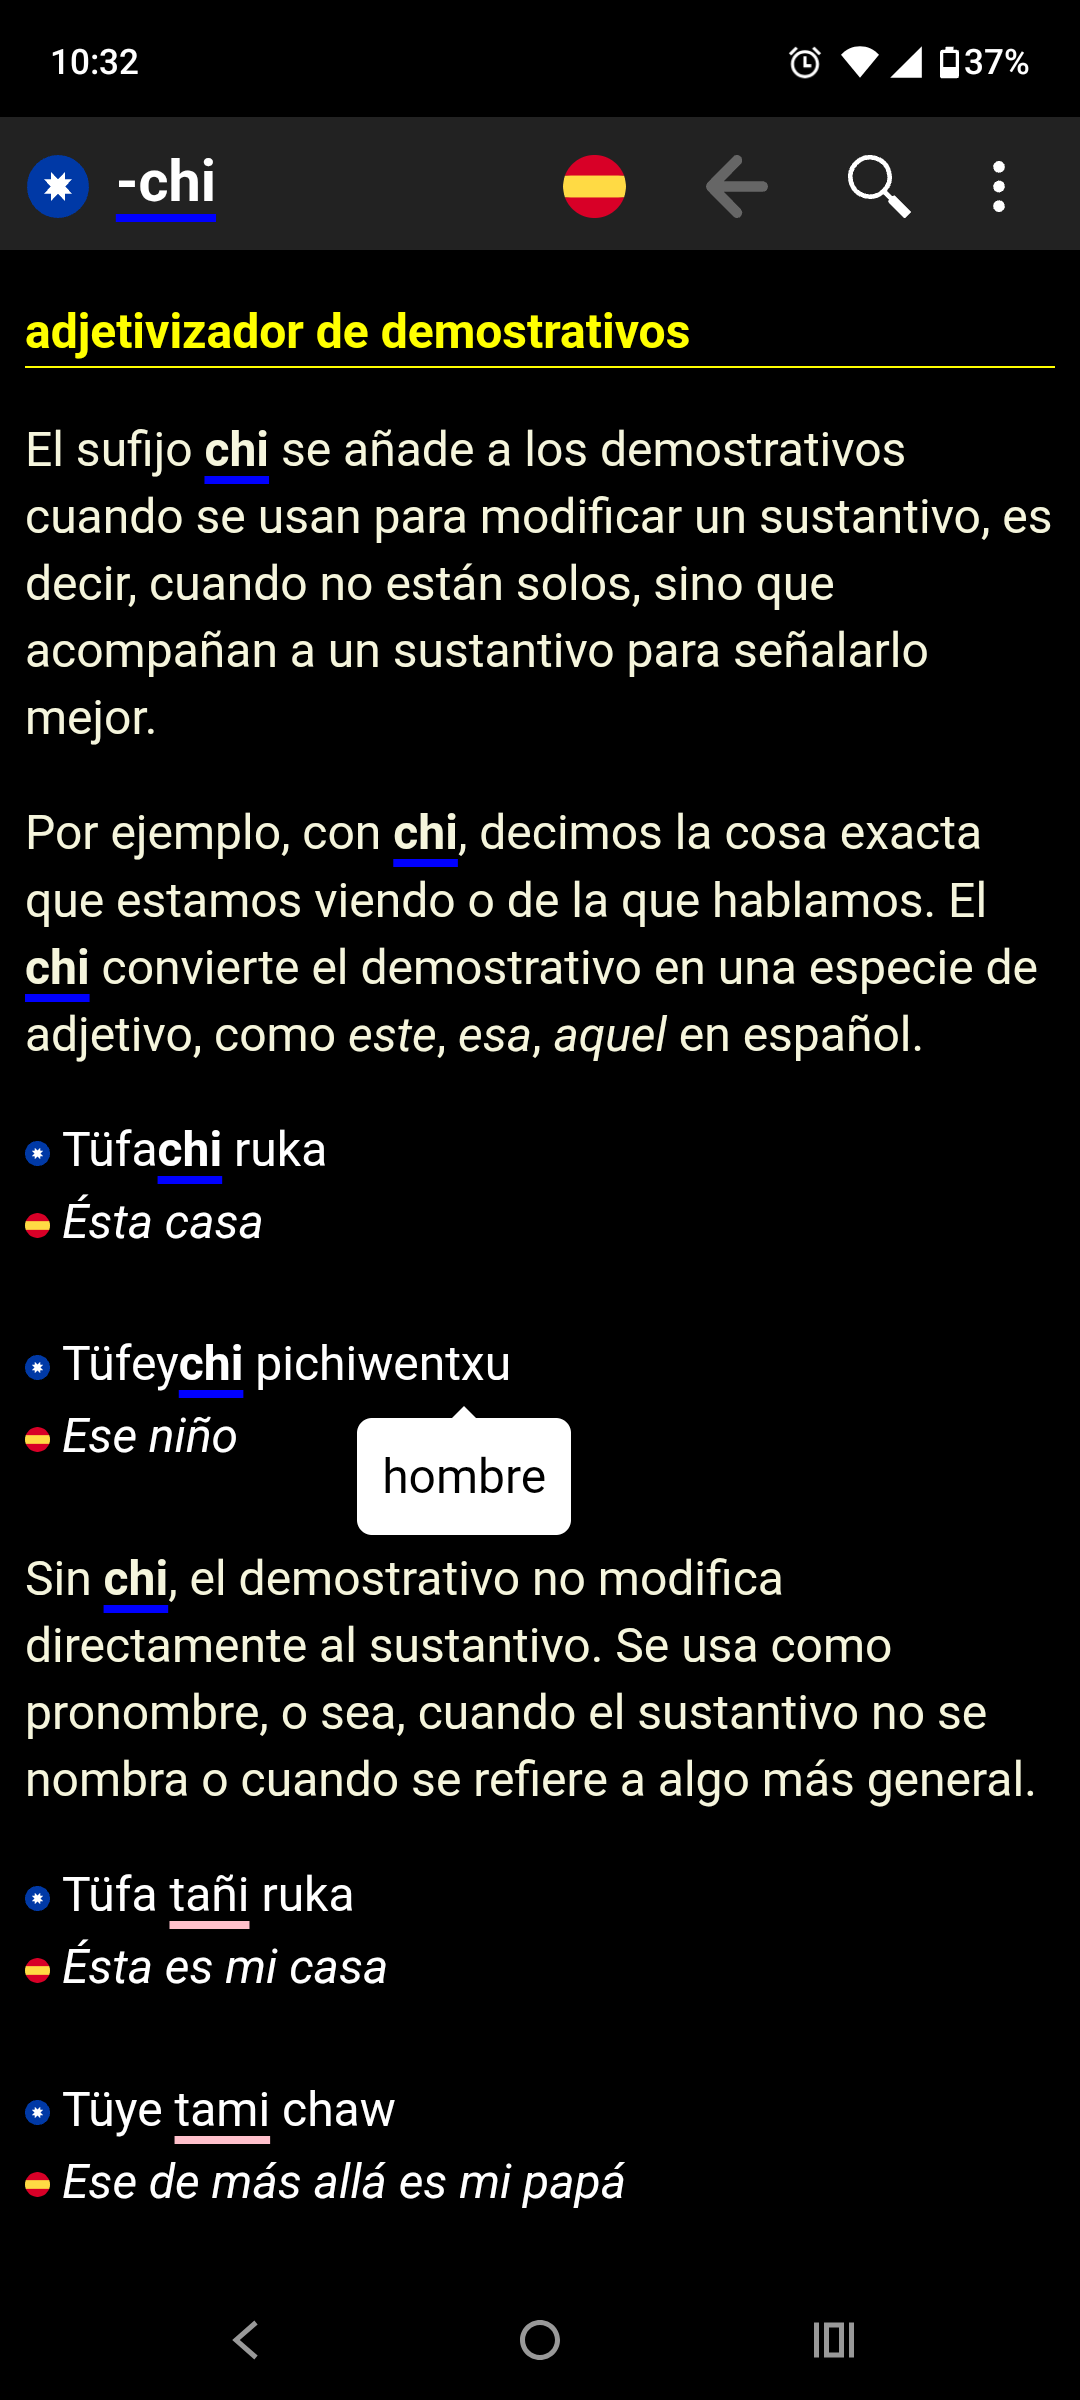 10:32
37%
-chi
adjetivizador de demostrativos
El sufijo chi se añade a los demostrativos
cuando se usan para modificar un sustantivo, es
decir, cuando no están solos, sino que
acompañan a un sustantivo para señalarlo
mejor.
Por ejemplo, con chi, decimos la cosa exacta
que estamos viendo o de la que hablamos. El
chi convierte el demostrativo en una especie de
adjetivo, como este, esa, aquel en español.
Tüfachi ruka
Ésta casa
Tüfeychi pichiwentxu
Ese niño
hombre
Sin chi, el demostrativo no modifica
directamente al sustantivo. Se usa como
pronombre, o sea, cuando el sustantivo no se
nombra o cuando se refiere a algo más general.
Tüfa tañi ruka
Ésta es mi casa
Tüye tami chaw
Ese de más allá es mi papá